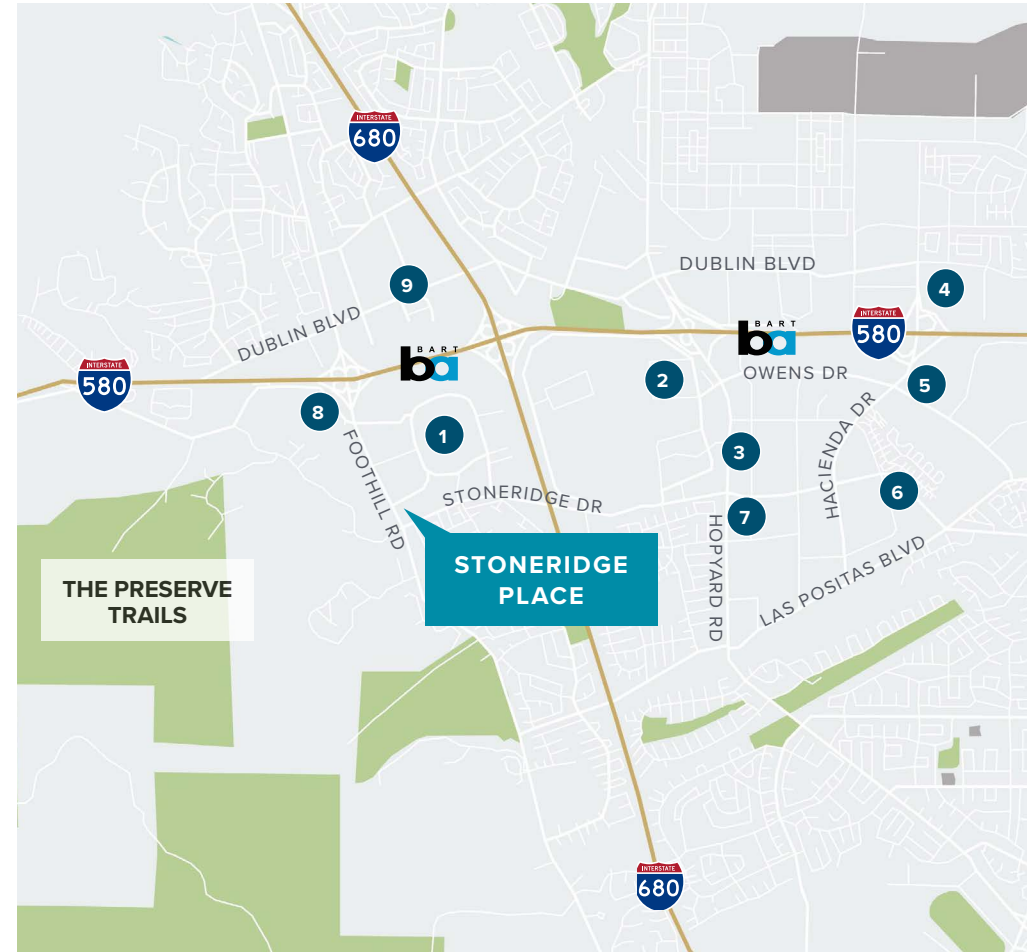 INTERSTATE
680
9
DUBLIN BLVD
4
DUBLIN BLVD
BART
ba
INTERSTATE
580
BART
ba
INTERSTATE
580
2
OWENS DR
5
8
1
FOOTHILL RD
3
HACIENDA DR
STONERIDGE DR
6
7
HOPYARD RD
STONERIDGE
PLACE
LAS POSITAS BLVD
THE PRESERVE
TRAILS
INTERSTATE
680